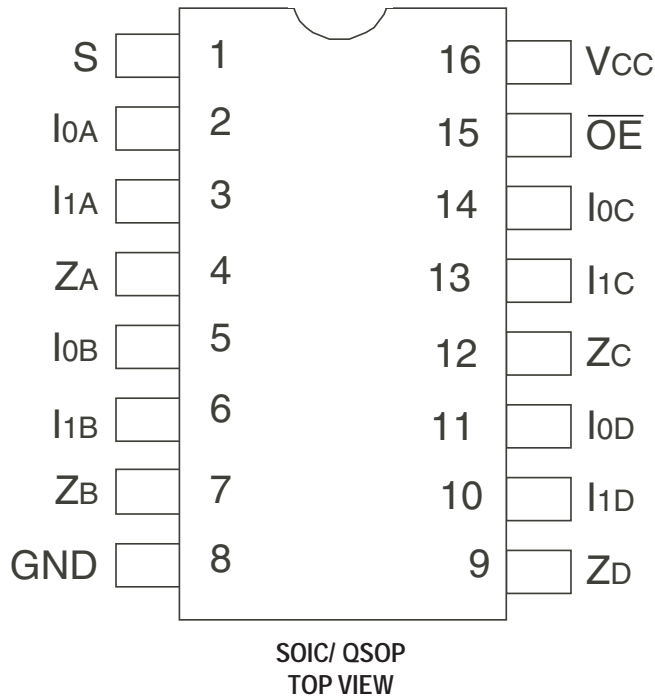 S 1 16 VCC
I0A 2 15 O̅E̅
I1A 3 14 I0C
ZA 4 13 I1C
I0B 5 12 ZC
I1B 6 11 I0D
ZB 7 10 I1D
GND 8 9 ZD
SOIC/ QSOP
TOP VIEW